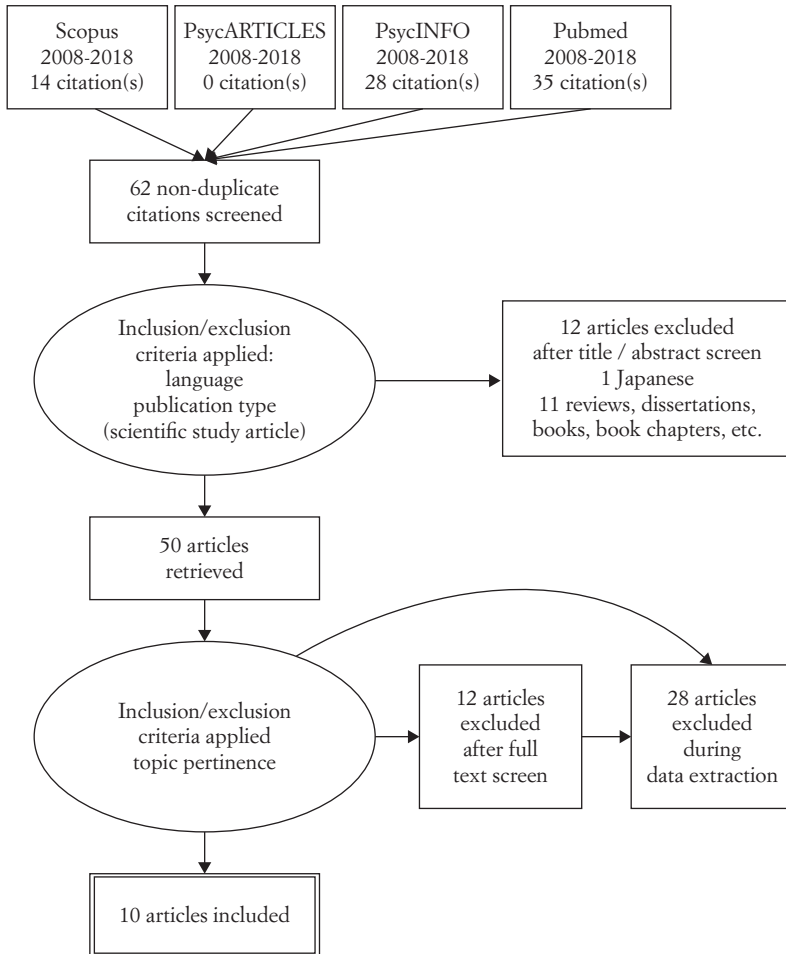 Scopus
2008-2018
14 citation(s)
PsycARTICLES
2008-2018
0 citation(s)
PsycINFO
2008-2018
28 citation(s)
Pubmed
2008-2018
35 citation(s)
62 non-duplicate
citations screened
Inclusion/exclusion
criteria applied:
language
publication type
(scientific study article)
12 articles excluded
after title / abstract screen
1 Japanese
11 reviews, dissertations,
books, book chapters, etc.
50 articles
retrieved
Inclusion/exclusion
criteria applied
topic pertinence
12 articles
excluded
after full
text screen
28 articles
excluded
during
data extraction
10 articles included